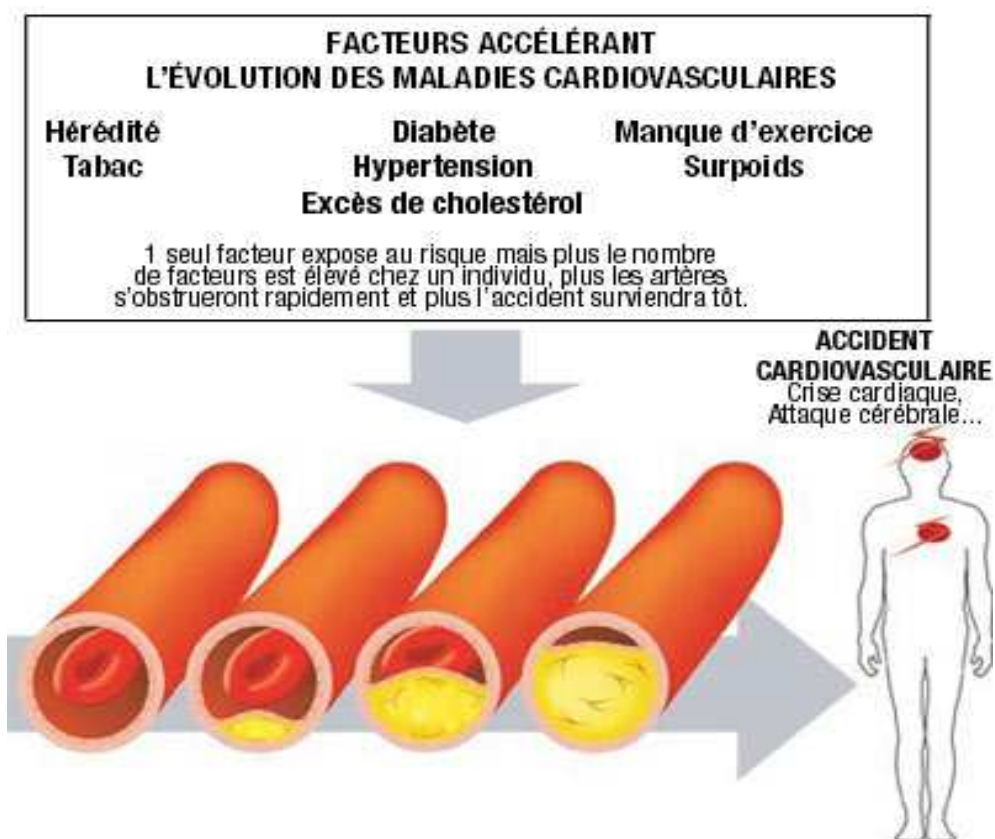 FACTEURS ACCÉLÉRANT
L'ÉVOLUTION DES MALADIES CARDIOVASCULAIRES
Hérédité
Tabac
Diabète
Hypertension
Excès de cholestérol
Manque d'exercice
Surpoids
1 seul facteur expose au risque mais plus le nombre
de facteurs est élevé chez un individu, plus les artères
s'obstrueront rapidement et plus l'accident surviendra tôt.
ACCIDENT
CARDIOVASCULAIRE
Crise cardiaque,
Attaque cérébrale...